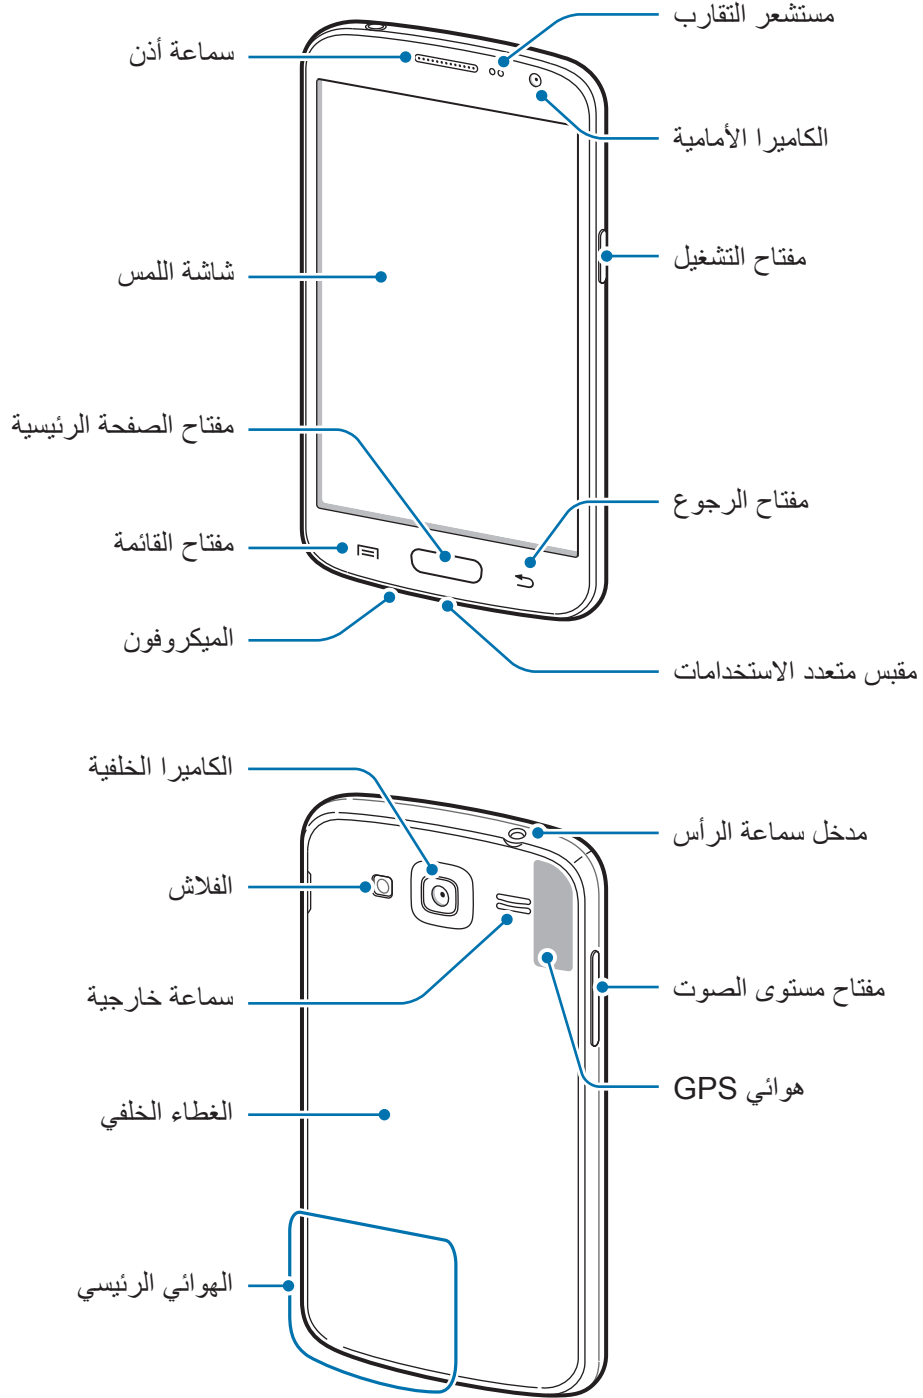 مستشعر التقارب
سماعة أذن
الكاميرا الأمامية
مفتاح التشغيل
شاشة اللمس
مفتاح الصفحة الرئيسية
مفتاح الرجوع
مفتاح القائمة
الميكروفون
مقبس متعدد الاستخدامات
الكاميرا الخلفية
مدخل سماعة الرأس
الفلاش
مفتاح مستوى الصوت
سماعة خارجية
هوائي GPS
الغطاء الخلفي
الهوائي الرئيسي